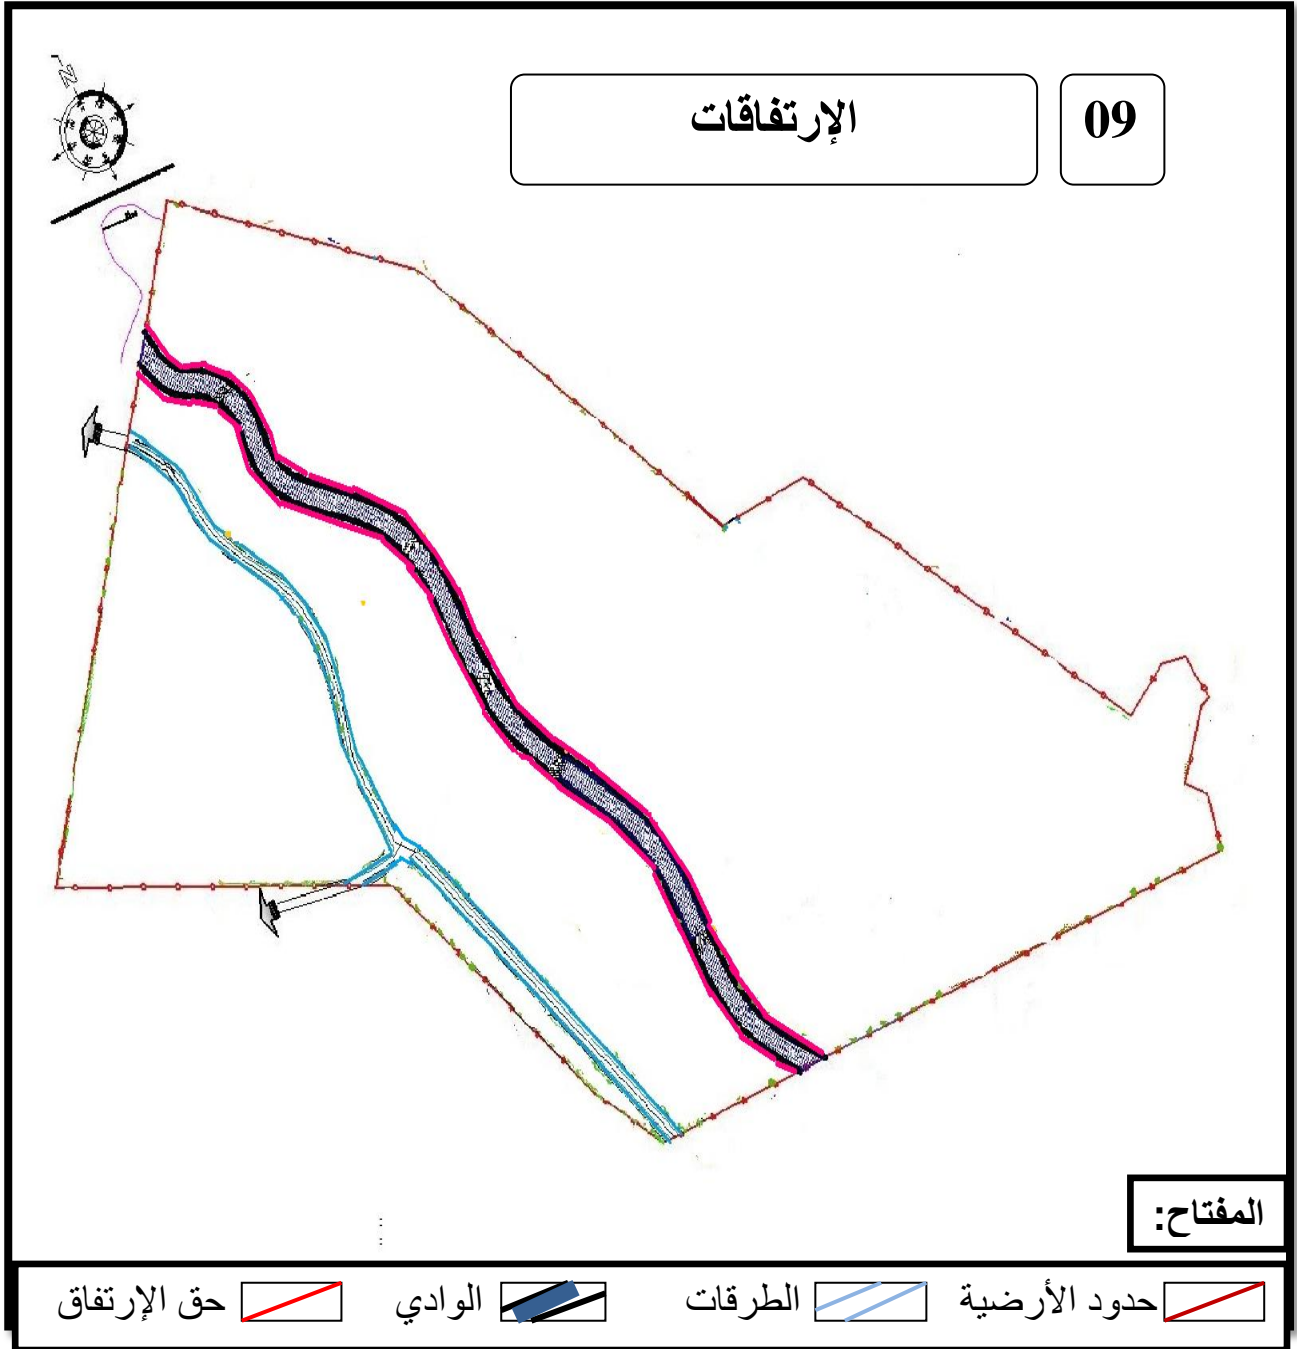 09
الإرتفاقات
N
المفتاح:
حدود الأرضية
الطرقات
الوادي
حق الإرتفاق